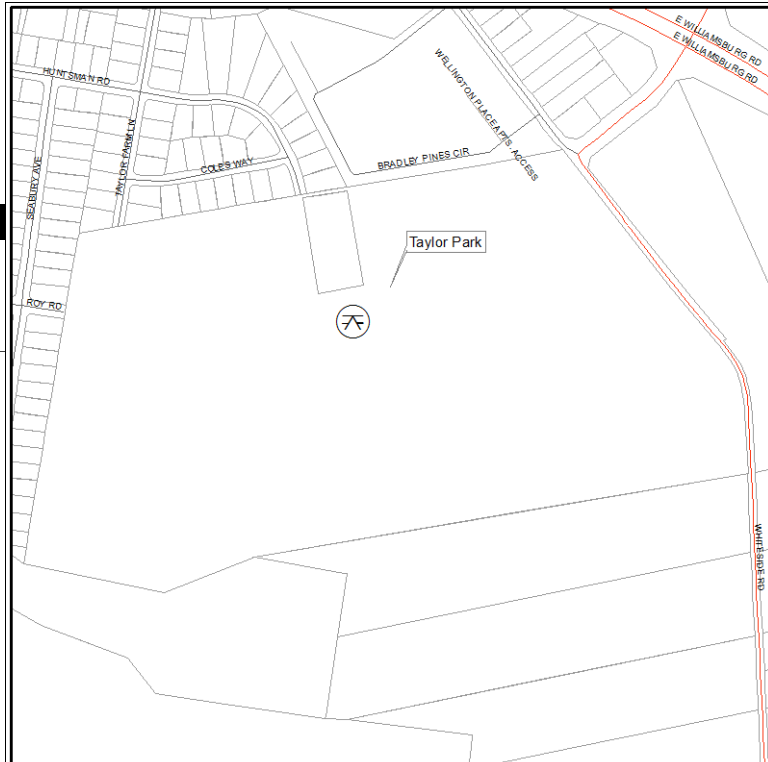 E WILLIAMSBURG RD
E WILLIAMSBURG RD
HUNTSMAN RD
WELLINGTON PLACE APTS. ACCESS
TAYLOR FARM LN
BRADLEY PINES CIR
COLES WAY
SEABURY AVE
Taylor Park
ROY RD
WHITESIDE RD